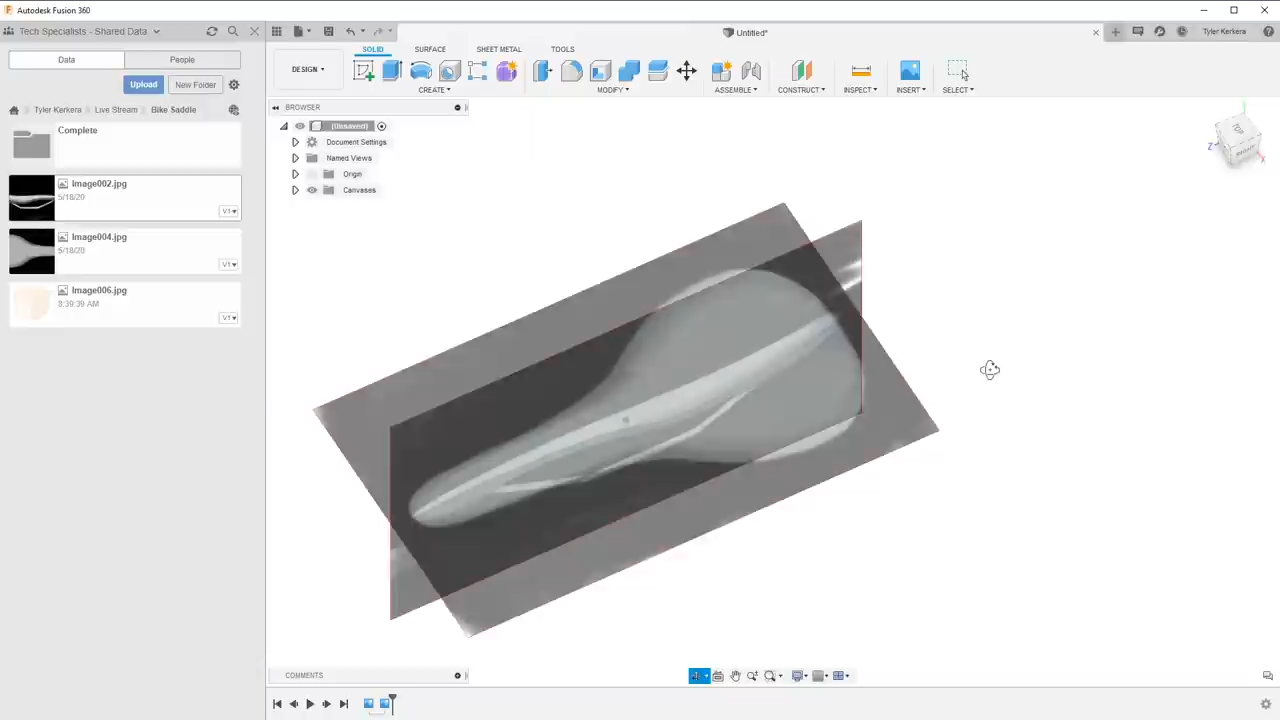 Autodesk Fusion 360
Tech Specialists - Shared Data
Untitled*
Tyler Kerkera
Data
People
SOLID
SURFACE
SHEET METAL
TOOLS
DESIGN
Upload
New Folder
CREATE
MODIFY
ASSEMBLE
CONSTRUCT
INSPECT
INSERT
SELECT
Tyler Kerkera
Live Stream
Bike Saddle
BROWSER
Complete
(Unsaved)
Document Settings
Named Views
Origin
Canvases
Image002.jpg
5/18/20
V1
Image004.jpg
5/18/20
V1
Image006.jpg
8:39:39 AM
V1
Z
X
RIGHT
COMMENTS